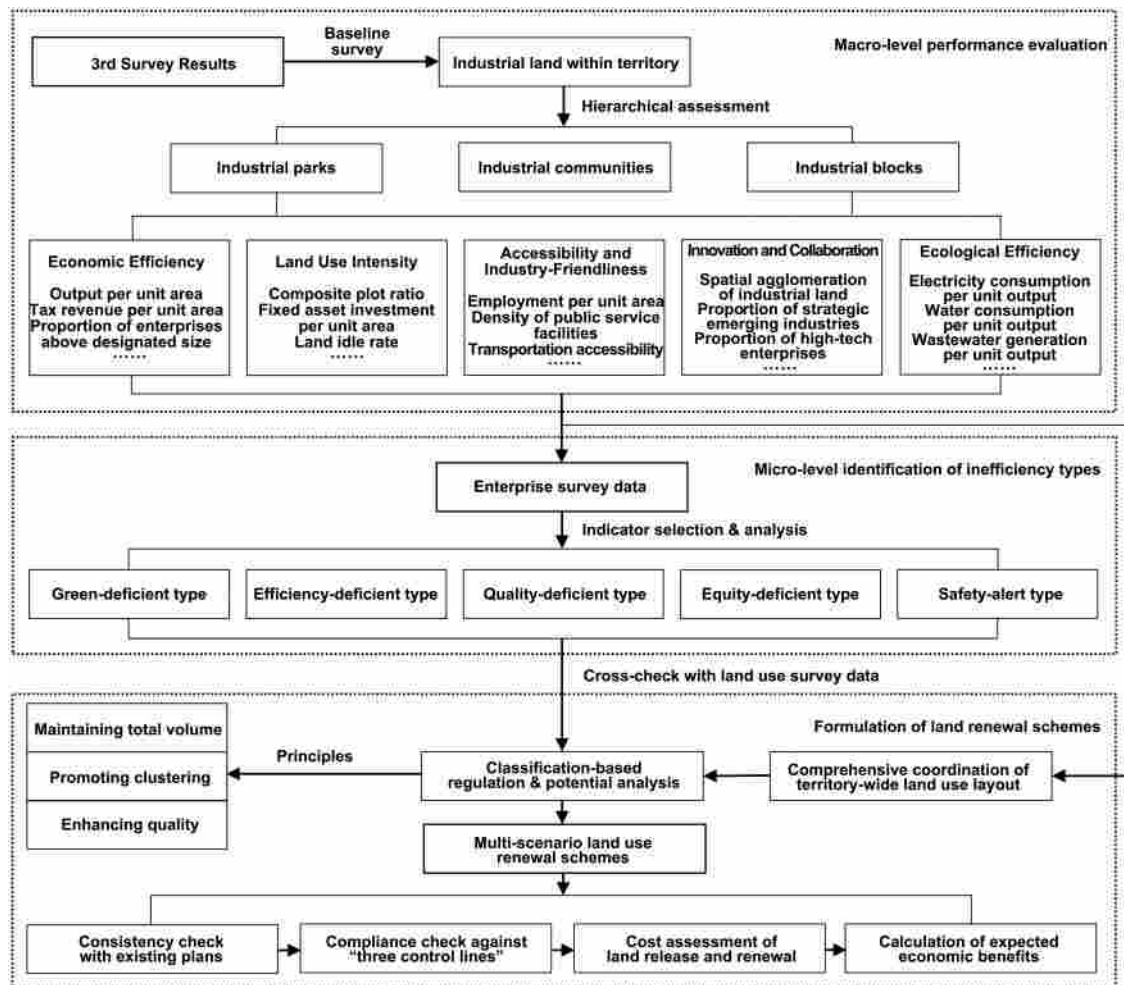 Baseline
survey
Macro-level performance evaluation
3rd Survey Results
Industrial land within territory
Hierarchical assessment
Industrial parks
Industrial communities
Industrial blocks
Economic Efficiency
Output per unit area
Tax revenue per unit area
Proportion of enterprises
above designated size
......
Land Use Intensity
Composite plot ratio
Fixed asset investment
per unit area
Land idle rate
......
Accessibility and
Industry-Friendliness
Employment per unit area
Density of public service
facilities
Transportation accessibility
......
Innovation and Collaboration
Spatial agglomeration
of industrial land
Proportion of strategic
emerging industries
Proportion of high-tech
enterprises
......
Ecological Efficiency
Electricity consumption
per unit output
Water consumption
per unit output
Wastewater generation
per unit output
......
Micro-level identification of inefficiency types
Enterprise survey data
Indicator selection & analysis
Green-deficient type
Efficiency-deficient type
Quality-deficient type
Equity-deficient type
Safety-alert type
Cross-check with land use survey data
Formulation of land renewal schemes
Maintaining total volume
Promoting clustering
Enhancing quality
Principles
Classification-based
regulation & potential analysis
Comprehensive coordination of
territory-wide land use layout
Multi-scenario land use
renewal schemes
Consistency check
with existing plans
Compliance check against
“three control lines”
Cost assessment of
land release and renewal
Calculation of expected
economic benefits